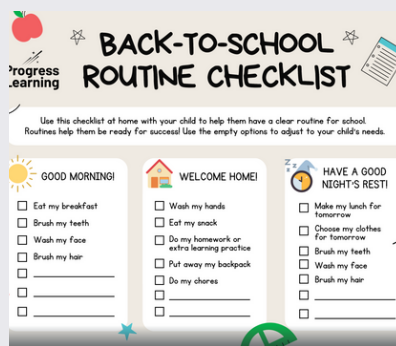 Progress
Learning
BACK-TO-SCHOOL
ROUTINE CHECKLIST
Use this checklist at home with your child to help them have a clear routine for school.
Routines help them be ready for success! Use the empty options to adjust to your child's needs.
GOOD MORNING!
Eat my breakfast
Brush my teeth
Wash my face
Brush my hair
WELCOME HOME!
Wash my hands
Eat my snack
Do my homework or
extra learning practice
Put away my backpack
Do my chores
Z Z Z
HAVE A GOOD
NIGHT'S REST!
Make my lunch for
tomorrow
Choose my clothes
for tomorrow
Brush my teeth
Wash my face
Brush my hair